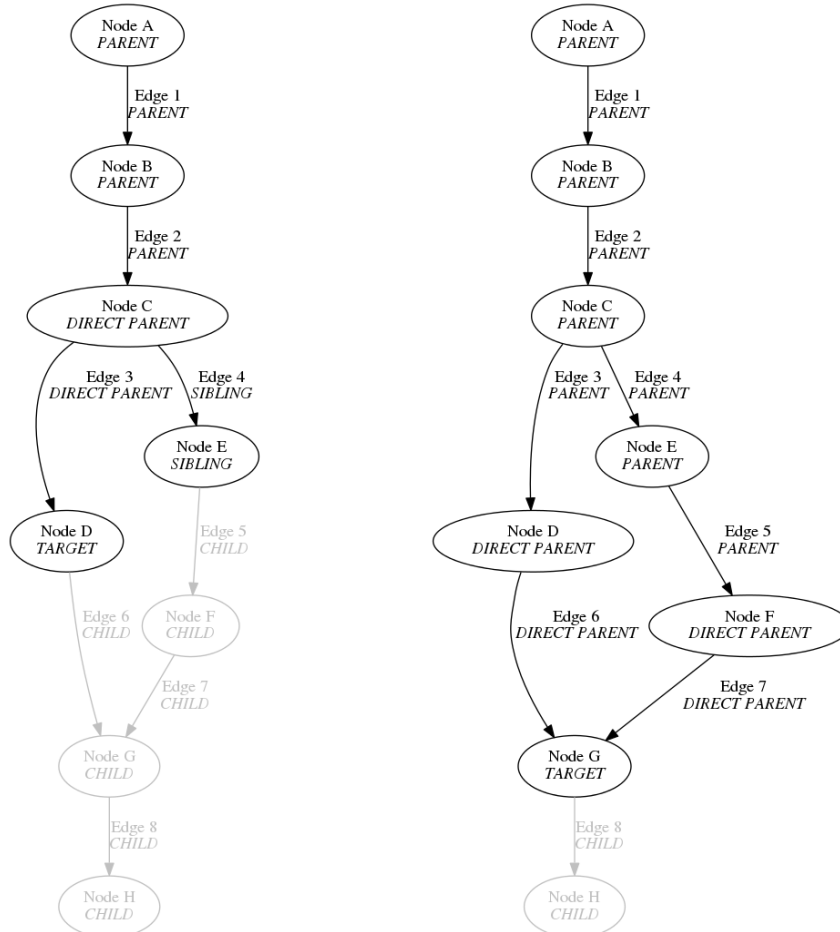 Node A
PARENT
Edge 1
PARENT
Node B
PARENT
Edge 2
PARENT
Node C
DIRECT PARENT
Edge 3
DIRECT PARENT
Edge 4
SIBLING
Node E
SIBLING
Node D
TARGET
Edge 5
CHILD
Edge 6
CHILD
Node F
CHILD
Edge 7
CHILD
Node G
CHILD
Edge 8
CHILD
Node H
CHILD
Node A
PARENT
Edge 1
PARENT
Node B
PARENT
Edge 2
PARENT
Node C
PARENT
Edge 3
PARENT
Edge 4
PARENT
Node E
PARENT
Node D
DIRECT PARENT
Edge 5
PARENT
Edge 6
DIRECT PARENT
Node F
DIRECT PARENT
Edge 7
DIRECT PARENT
Node G
TARGET
Edge 8
CHILD
Node H
CHILD